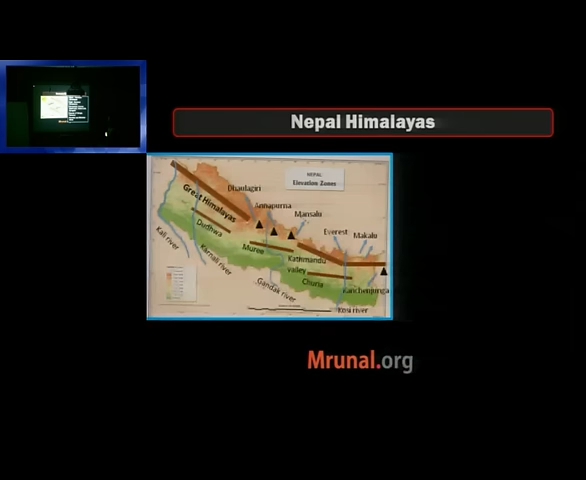 Nepal Himalayas
NEPAL
Elevation Zones
Dhaulagiri
Great Himalayas
Annapurna
Mansalu
Everest
Makalu
Dudhwa
Kali river
Karnali river
Muree
Kathmandu
valley
Churia
Kanchenjunga
Gandak river
Kosi river
Mrunal.org